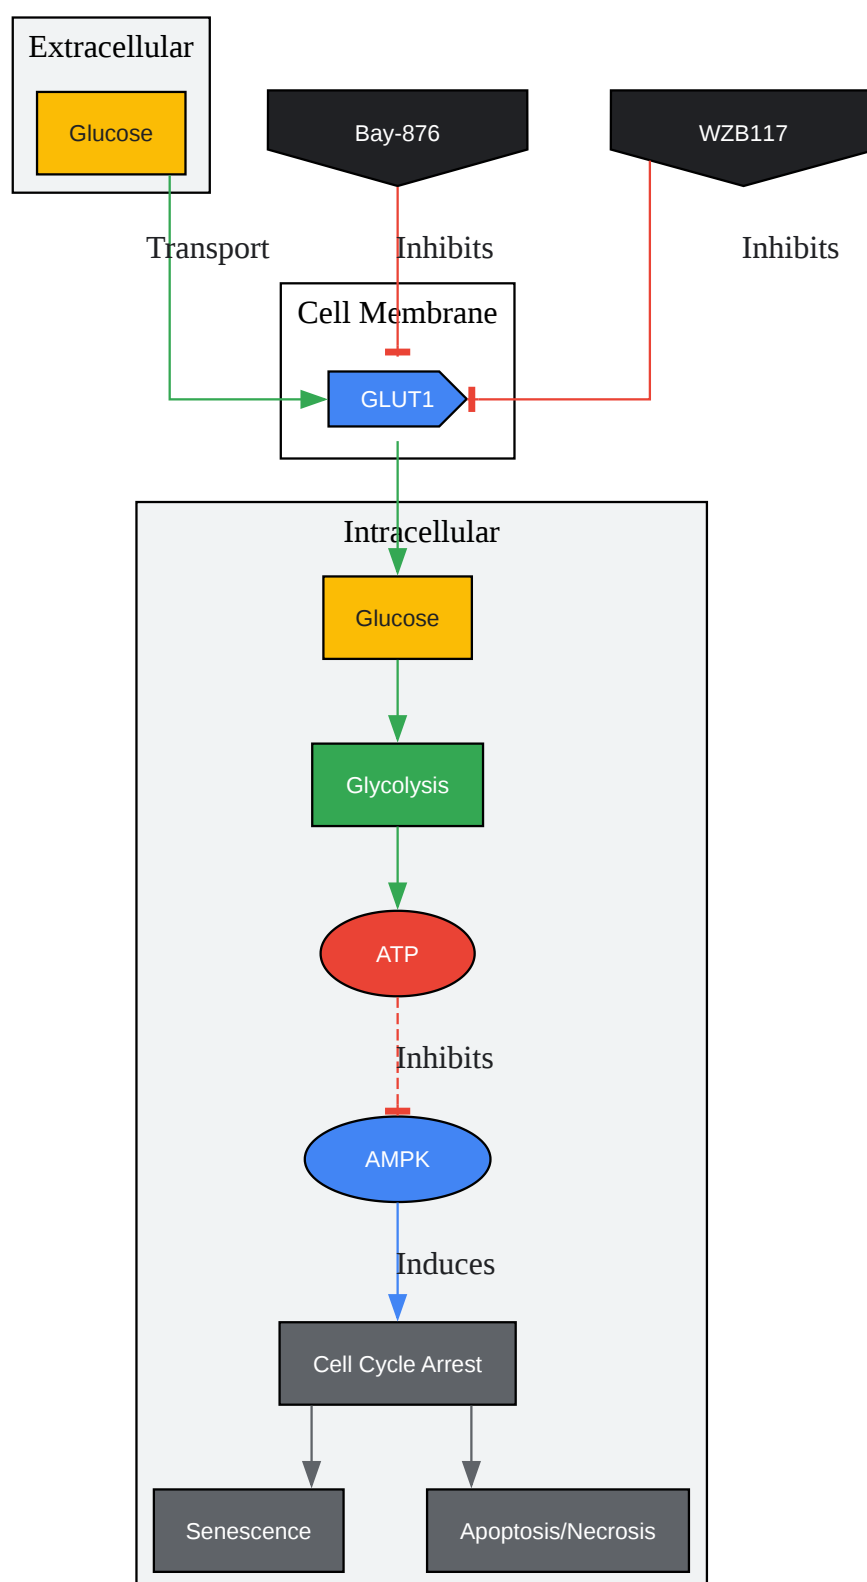 Extracellular
Glucose
Bay-876
WZB117
Transport
Inhibits
Inhibits
Cell Membrane
GLUT1
Intracellular
Glucose
Glycolysis
ATP
Inhibits
AMPK
Induces
Cell Cycle Arrest
Senescence
Apoptosis/Necrosis